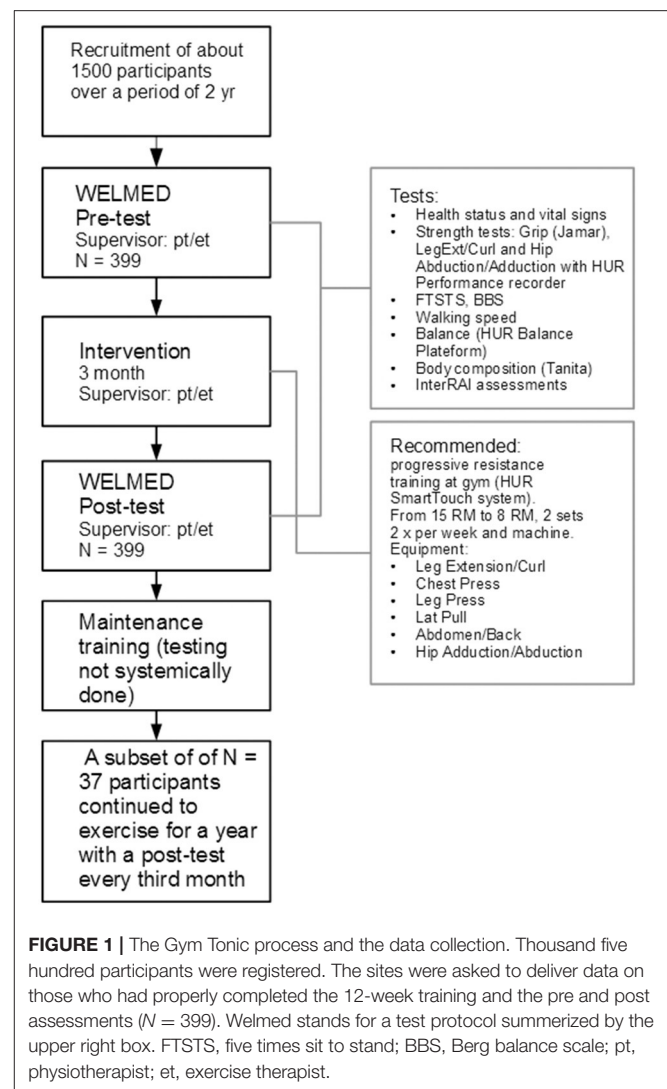 Recruitment of about
1500 participants
over a period of 2 yr
WELMED
Pre-test
Supervisor: pt/et
N = 399
Intervention
3 month
Supervisor: pt/et
WELMED
Post-test
Supervisor: pt/et
N = 399
Maintenance
training (testing
not systemically
done)
A subset of of N =
37 participants
continued to
exercise for a year
with a post-test
every third month
Tests:
• Health status and vital signs
• Strength tests: Grip (Jamar),
LegExt/Curl and Hip
Abduction/Adduction with HUR
Performance recorder
• FTSTS, BBS
• Walking speed
• Balance (HUR Balance
Plateform)
• Body composition (Tanita)
• InterRAI assessments
Recommended:
progressive resistance
training at gym (HUR
SmartTouch system).
From 15 RM to 8 RM, 2 sets
2 x per week and machine.
Equipment:
• Leg Extension/Curl
• Chest Press
• Leg Press
• Lat Pull
• Abdomen/Back
• Hip Adduction/Abduction
FIGURE 1 | The Gym Tonic process and the data collection. Thousand five
hundred participants were registered. The sites were asked to deliver data on
those who had properly completed the 12-week training and the pre and post
assessments (N = 399). Welmed stands for a test protocol summerized by the
upper right box. FTSTS, five times sit to stand; BBS, Berg balance scale; pt,
physiotherapist; et, exercise therapist.